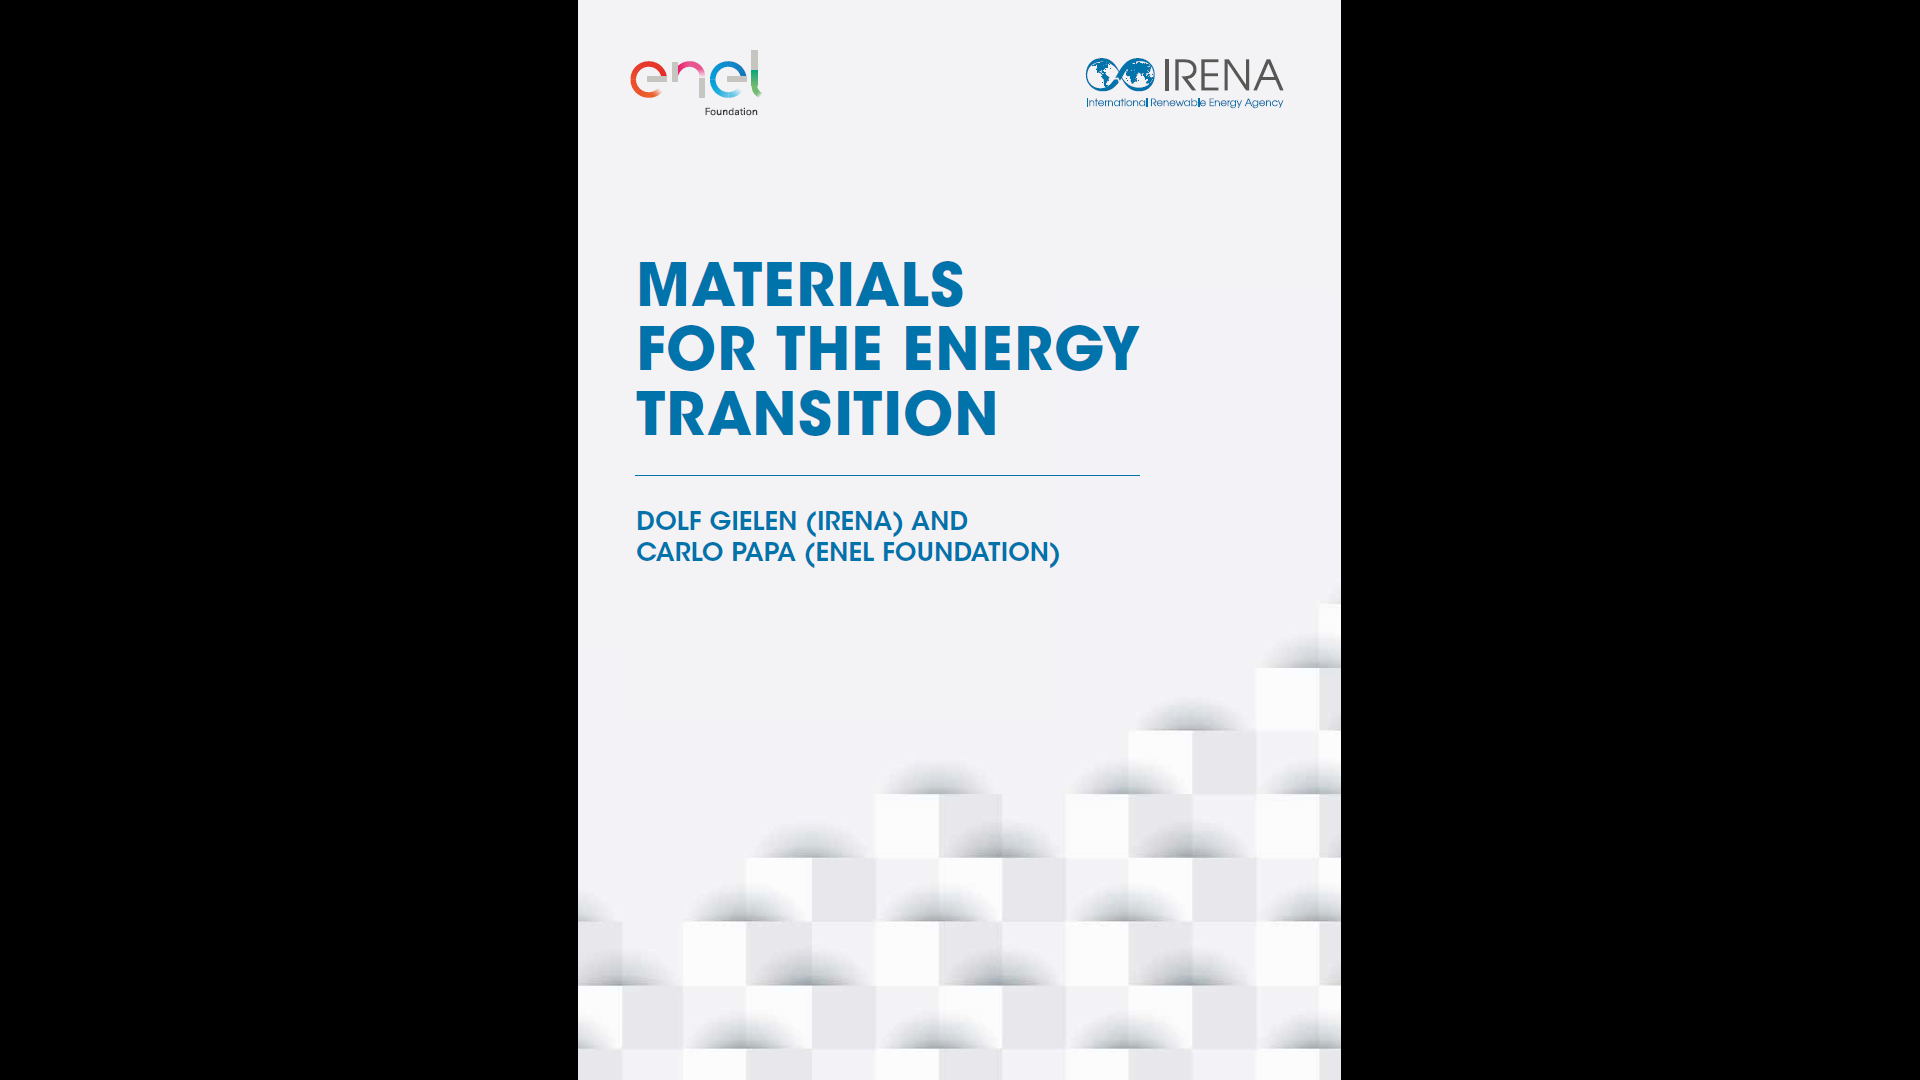 enel
Foundation
IRENA
International Renewable Energy Agency
MATERIALS
FOR THE ENERGY
TRANSITION
DOLF GIELEN (IRENA) AND
CARLO PAPA (ENEL FOUNDATION)